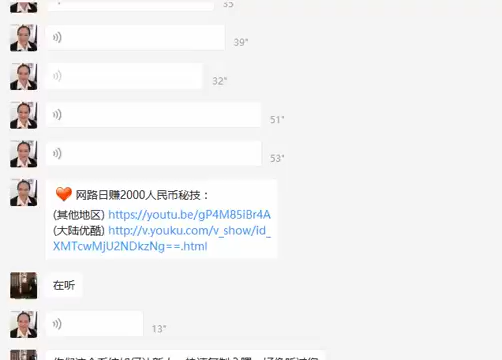 35
39"
32"
51"
53"
网路日赚2000人民币秘技：
(其他地区) https://youtu.be/gP4M85iBr4A
(大陆优酷) http://v.youku.com/v_show/id_
XMTcwMjU2NDkzNg==.html
在听
13"